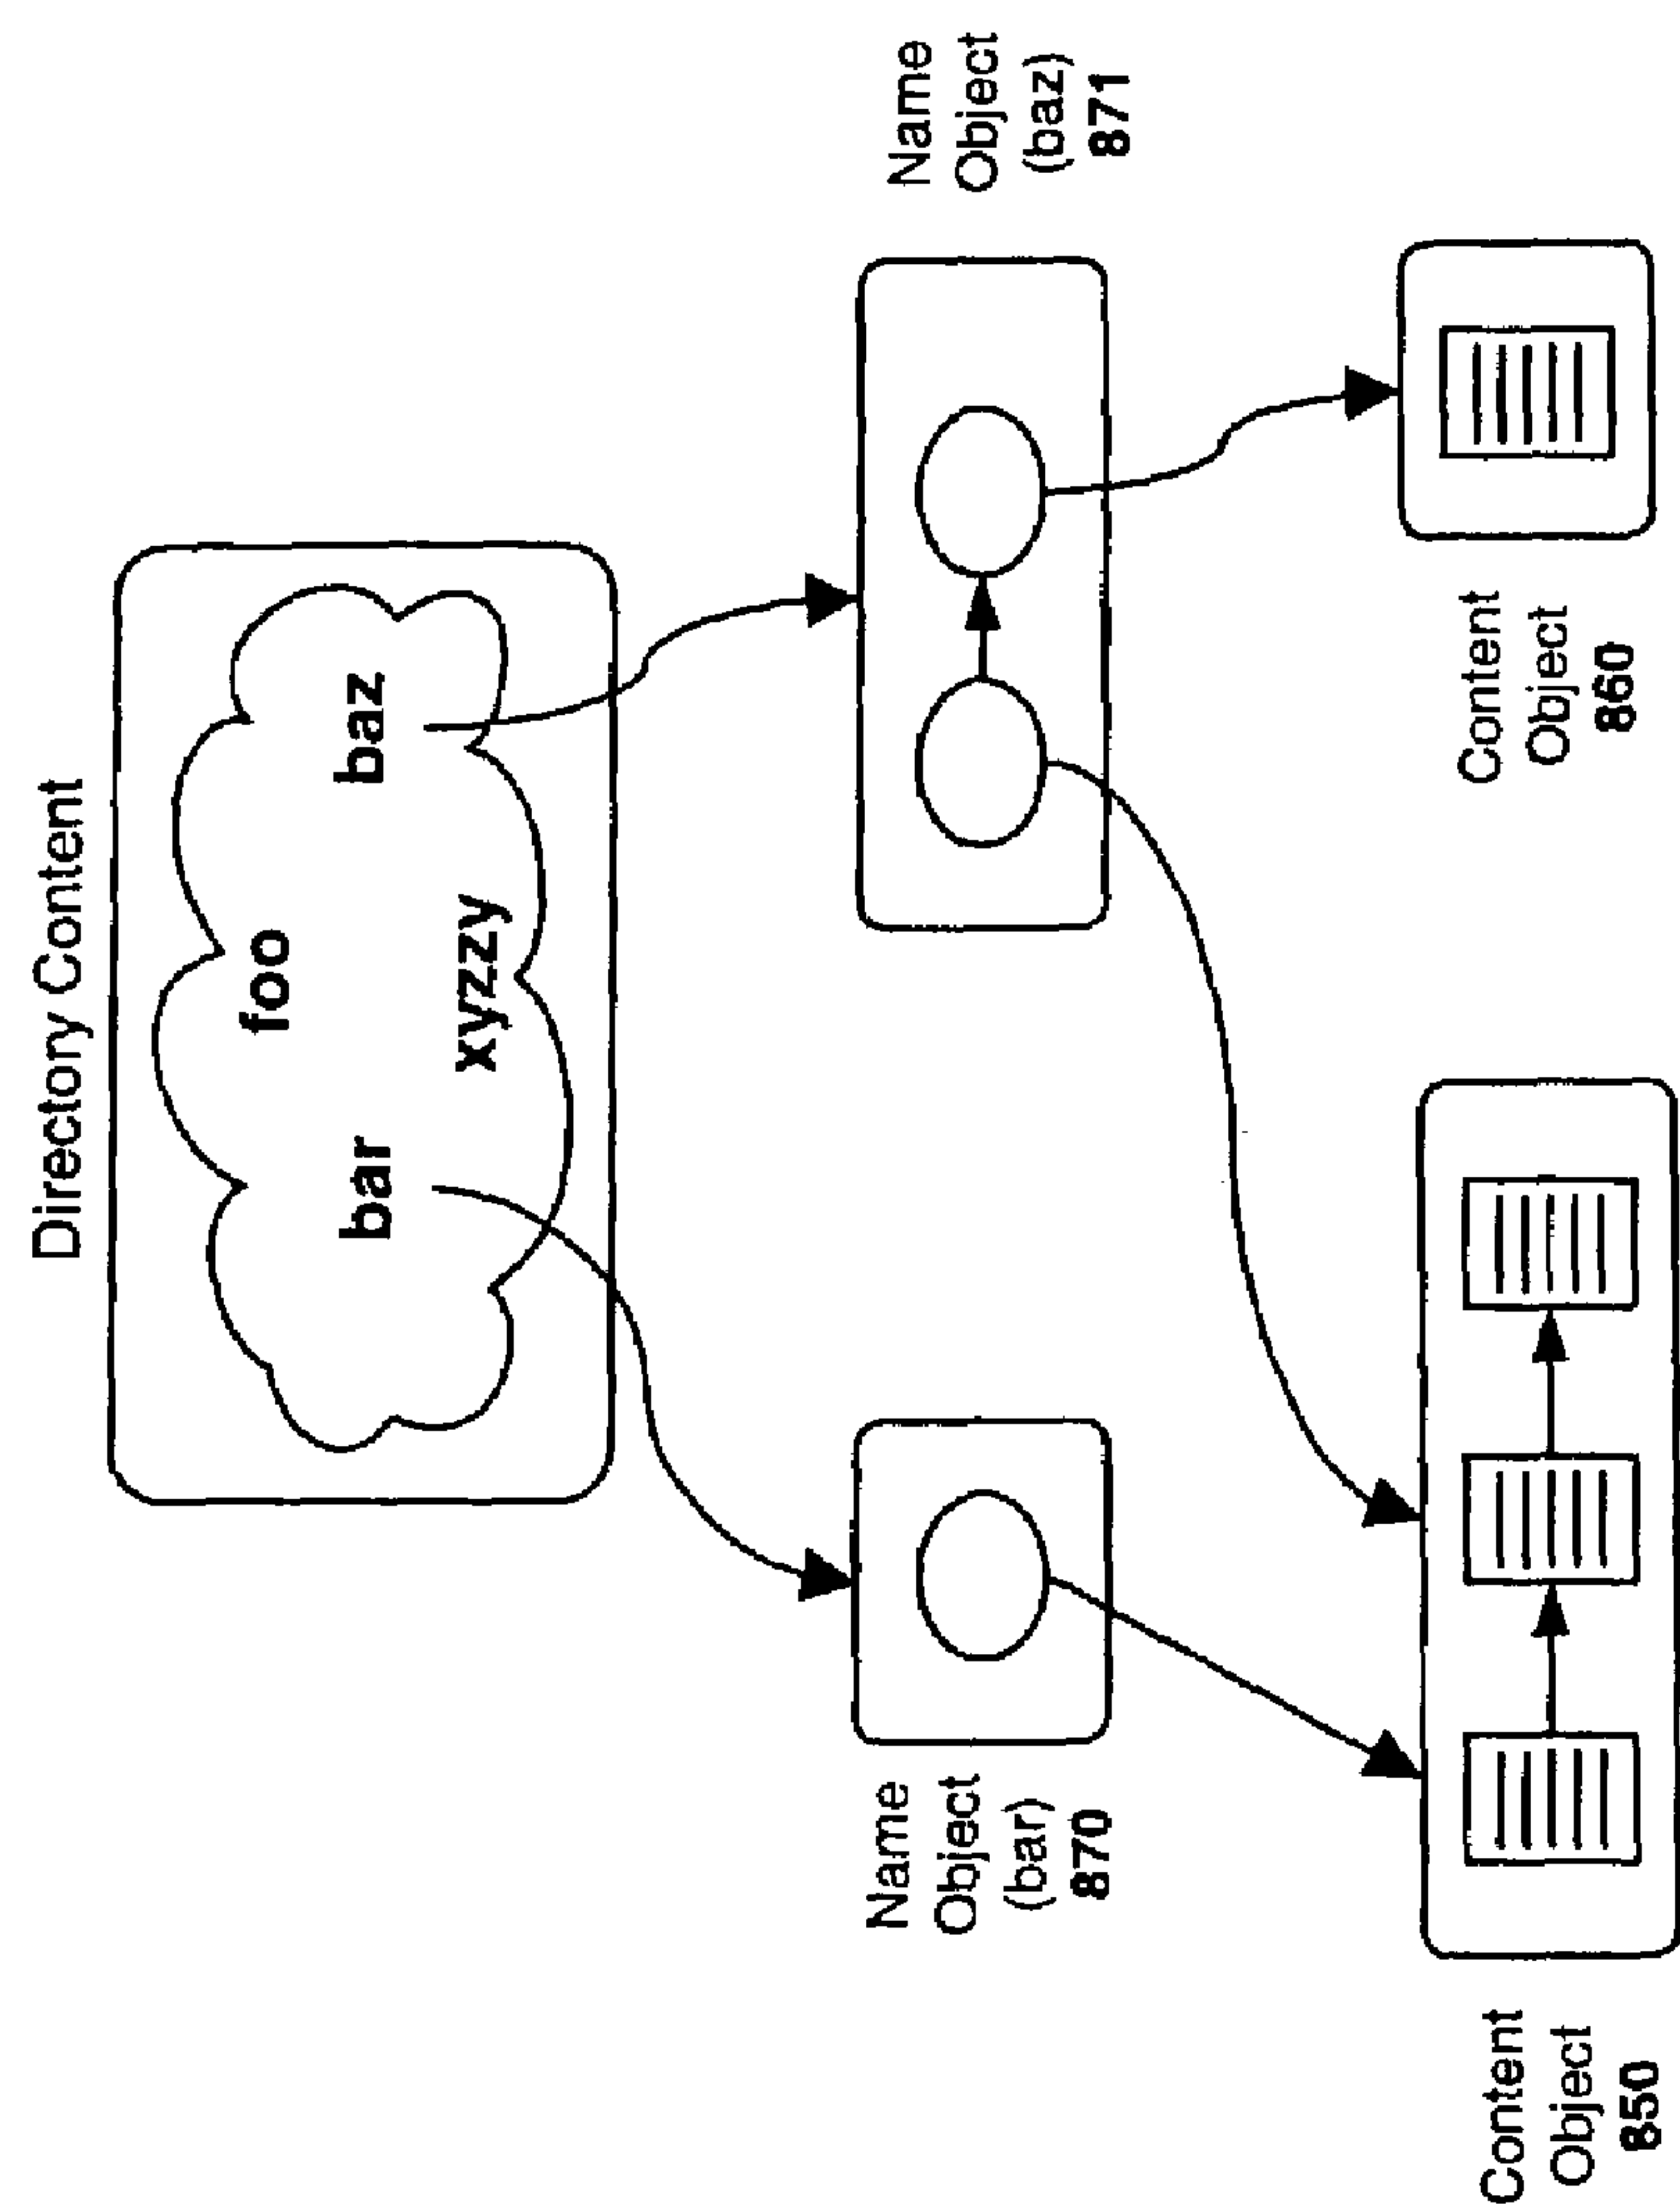 Directory Content
foo
bar
baz
xyzzy
Name
Object
(bar)
870
Name
Object
(baz)
871
Content
Object
850
Content
Object
860